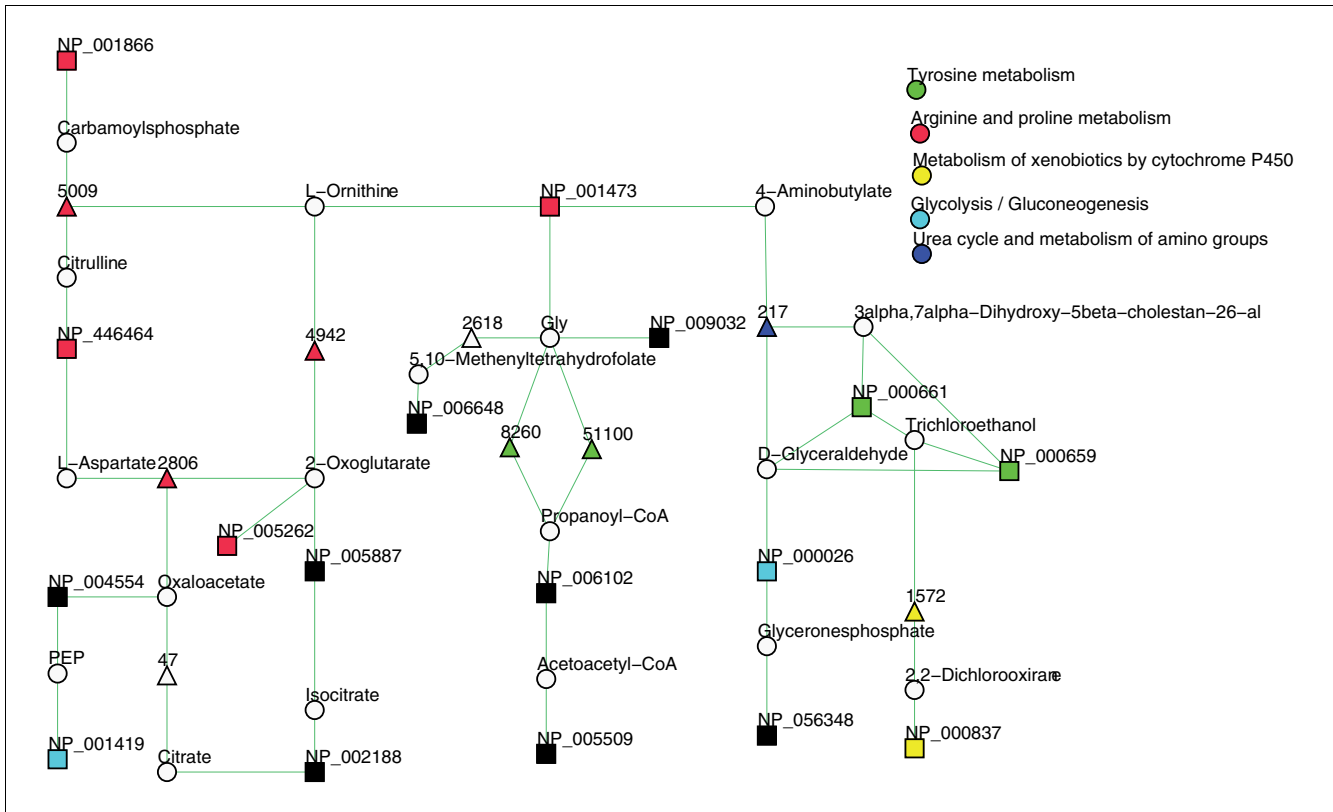 NP_001866
Tyrosine metabolism
Arginine and proline metabolism
Carbamoylsphosphate
Metabolism of xenobiotics by cytochrome P450
5009
L−Ornithine
NP_001473
4−Aminobutylate
Glycolysis / Gluconeogenesis
Urea cycle and metabolism of amino groups
Citrulline
NP_446464
4942
2618
Gly
NP_009032
217
3alpha,7alpha−Dihydroxy−5beta−cholestan−26−al
5,10−Methenyltetrahydrofolate
NP_006648
NP_000661
8260
51100
Trichloroethanol
L−Aspartate
2806
2−Oxoglutarate
D−Glyceraldehyde
NP_000659
NP_005262
Propanoyl−CoA
NP_005887
NP_004554
Oxaloacetate
NP_006102
NP_000026
1572
Glyceronesphosphate
PEP
47
Acetoacetyl−CoA
2,2−Dichlorooxirane
Isocitrate
NP_056348
NP_000837
NP_001419
Citrate
NP_002188
NP_005509